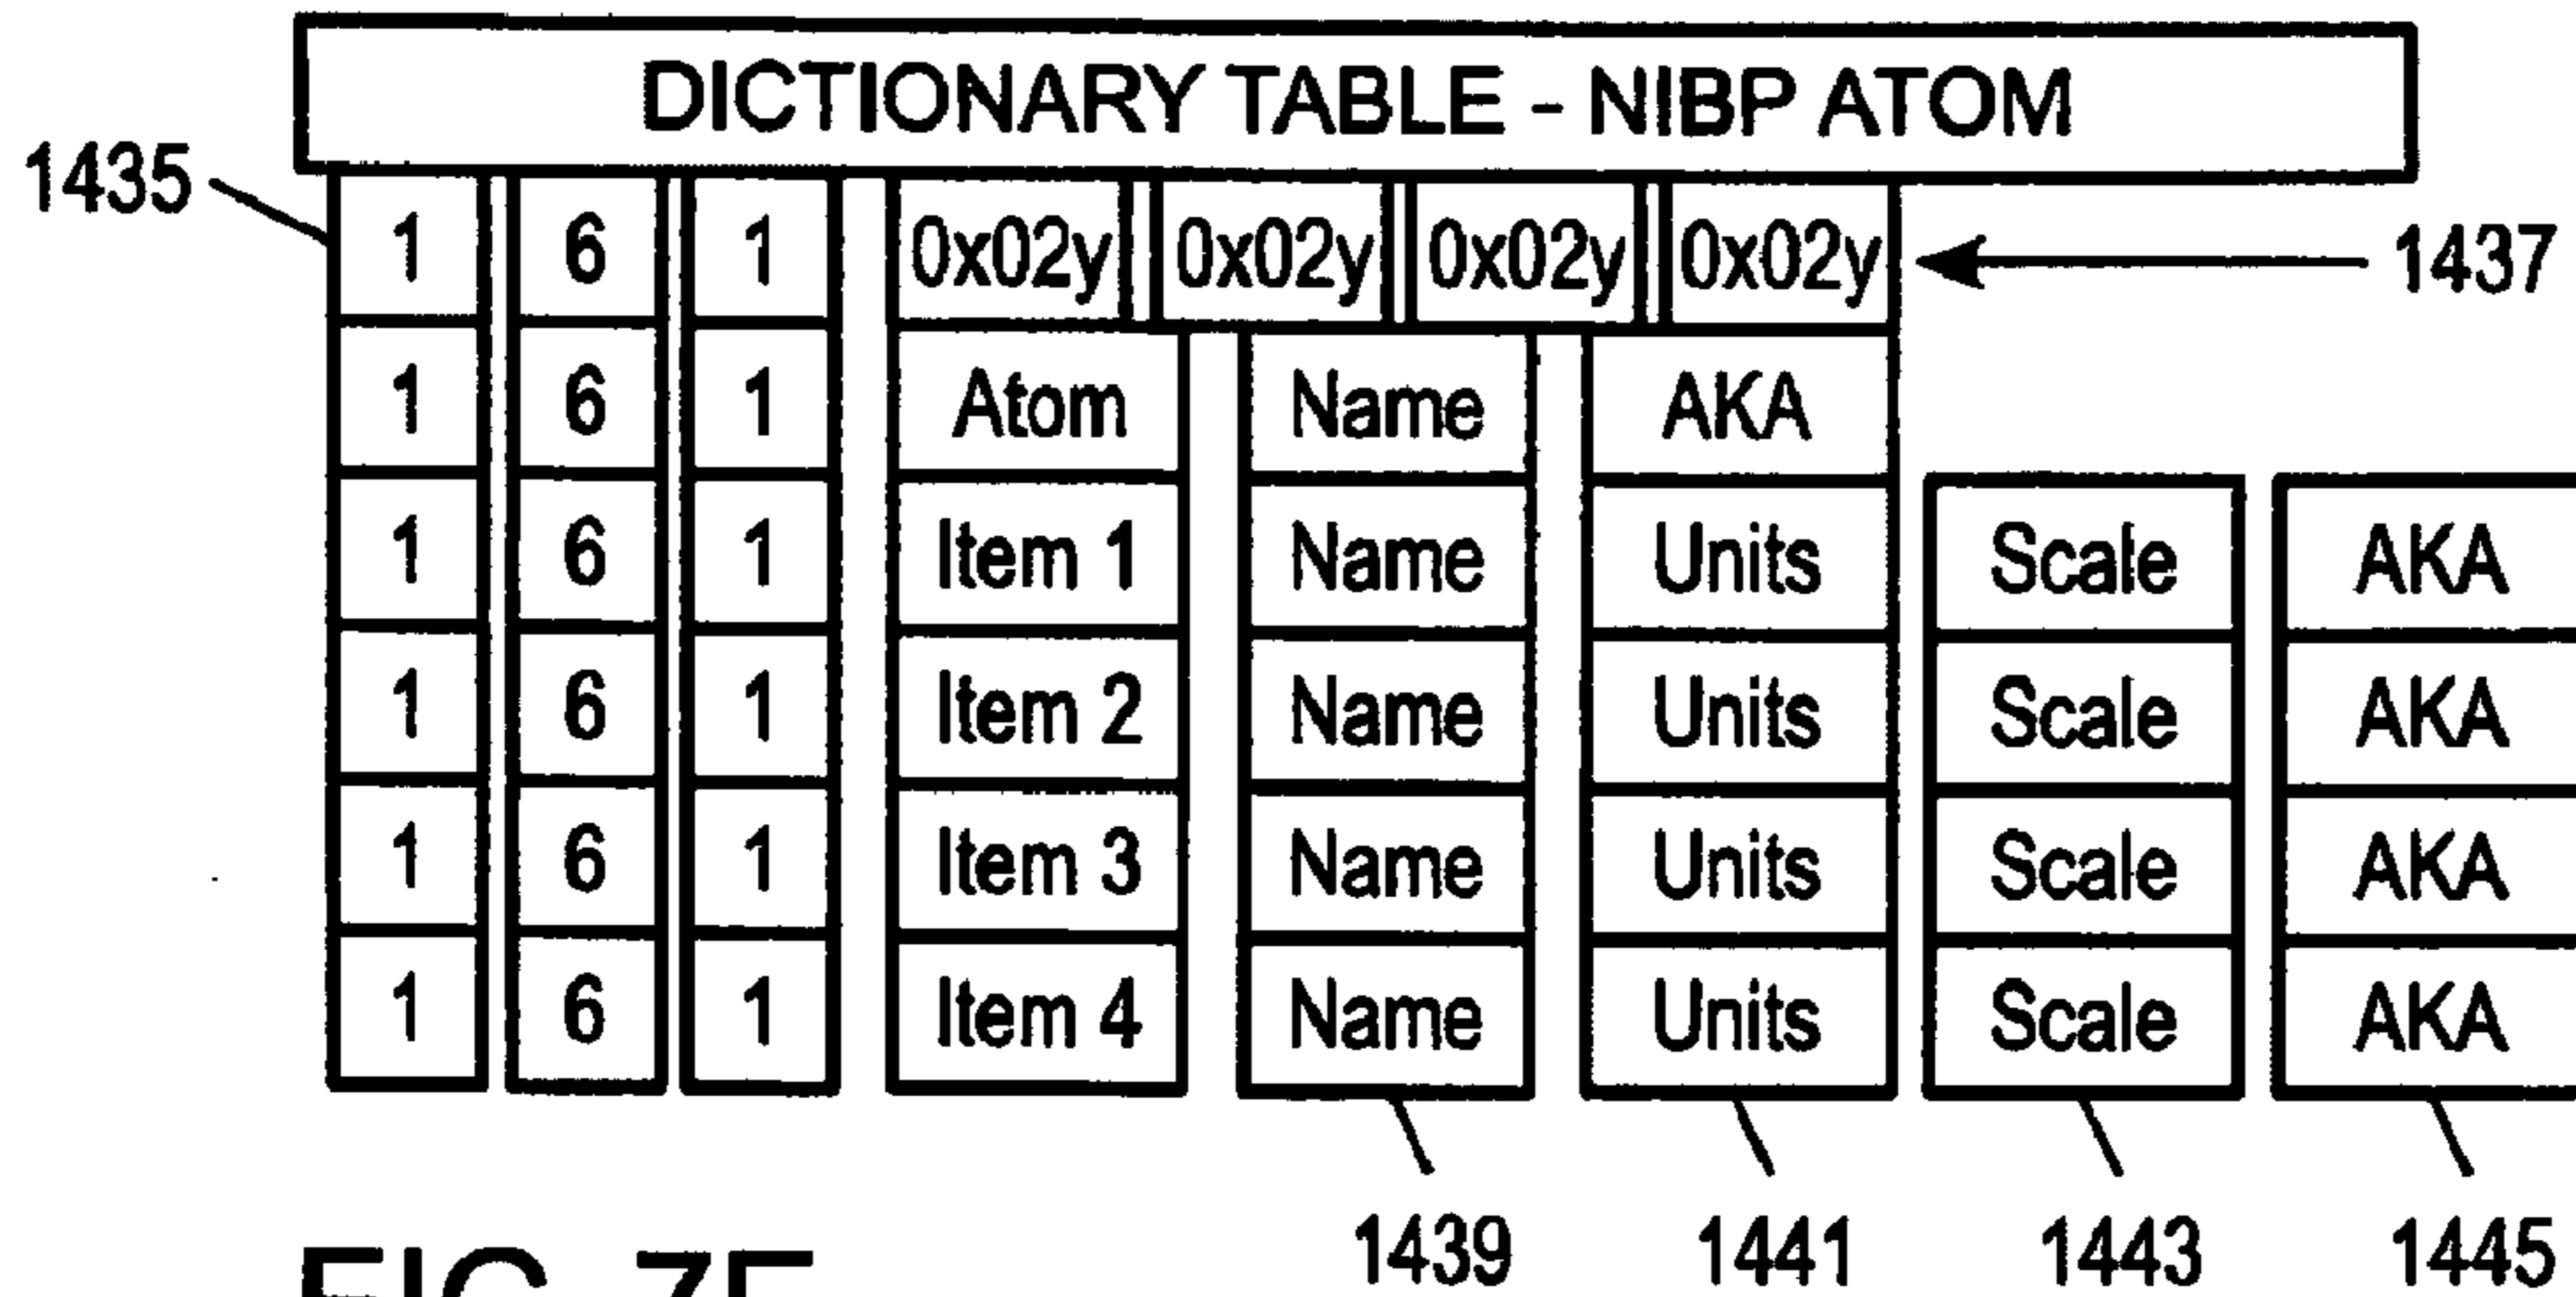 DICTIONARY TABLE - NIBP ATOM
1435
1 6 1 0x02y 0x02y 0x02y 0x02y 1437
1 6 1 Atom Name AKA
1 6 1 Item 1 Name Units Scale AKA
1 6 1 Item 2 Name Units Scale AKA
1 6 1 Item 3 Name Units Scale AKA
1 6 1 Item 4 Name Units Scale AKA
1439 1441 1443 1445